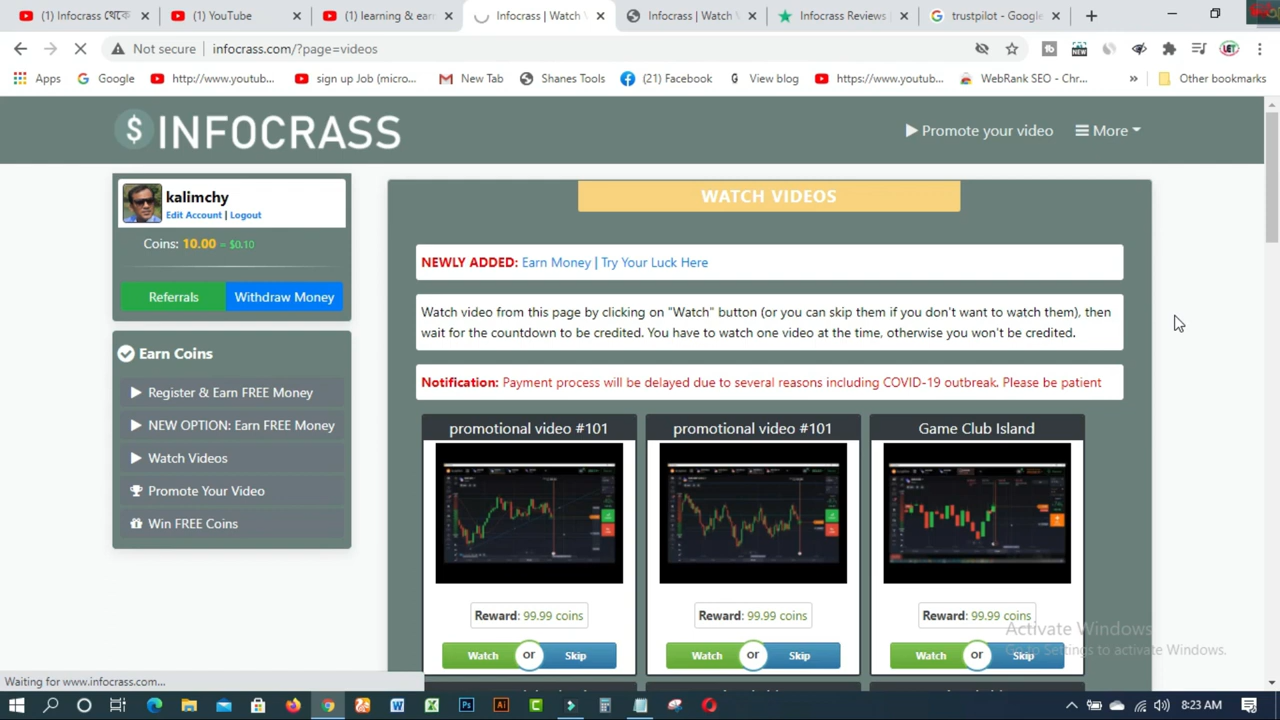 (1) Infocrass থেকে
(1) YouTube
(1) learning & ear
Infocrass | Watch
Infocrass | Watch
Infocrass Reviews
trustpilot - Google
Not secure | infocrass.com/?page=videos
Apps Google http://www.youtub... sign up Job (micro... New Tab Shanes Tools (21) Facebook View blog https://www.youtub... WebRank SEO - Chr... » Other bookmarks
$ INFOCRASS
Promote your video More
kalimchy
Edit Account | Logout
Coins: 10.00 = $0.10
Referrals Withdraw Money
Earn Coins
Register & Earn FREE Money
NEW OPTION: Earn FREE Money
Watch Videos
Promote Your Video
Win FREE Coins
WATCH VIDEOS
NEWLY ADDED: Earn Money | Try Your Luck Here
Watch video from this page by clicking on "Watch" button (or you can skip them if you don't want to watch them), then
wait for the countdown to be credited. You have to watch one video at the time, otherwise you won't be credited.
Notification: Payment process will be delayed due to several reasons including COVID-19 outbreak. Please be patient
promotional video #101 promotional video #101 Game Club Island
Reward: 99.99 coins Reward: 99.99 coins Reward: 99.99 coins
Watch or Skip Watch or Skip Watch or Skip
Activate Windows
Go to Settings to activate Windows.
Waiting for www.infocrass.com...
8:23 AM